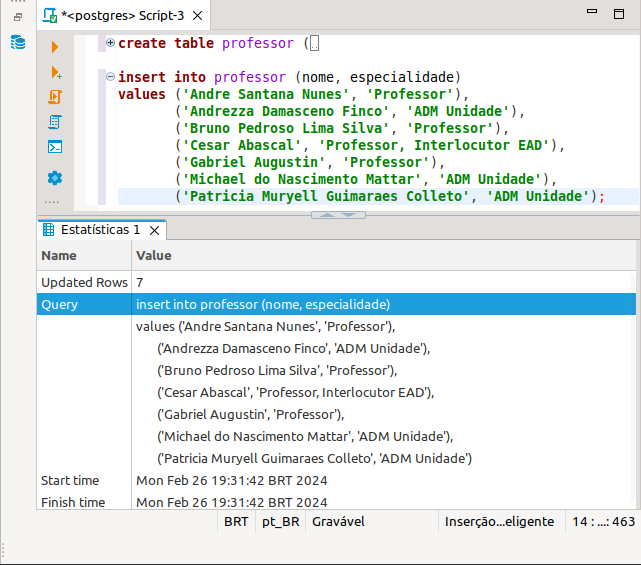 *<postgres> Script-3
create table professor (..
insert into professor (nome, especialidade)
values ('Andre Santana Nunes', 'Professor'),
('Andrezza Damasceno Finco', 'ADM Unidade'),
('Bruno Pedroso Lima Silva', 'Professor'),
('Cesar Abascal', 'Professor, Interlocutor EAD'),
('Gabriel Augustin', 'Professor'),
('Michael do Nascimento Mattar', 'ADM Unidade'),
('Patricia Muryell Guimaraes Colleto', 'ADM Unidade');
Estatísticas 1
Name Value
Updated Rows 7
Query insert into professor (nome, especialidade)
values ('Andre Santana Nunes', 'Professor'),
('Andrezza Damasceno Finco', 'ADM Unidade'),
('Bruno Pedroso Lima Silva', 'Professor'),
('Cesar Abascal', 'Professor, Interlocutor EAD'),
('Gabriel Augustin', 'Professor'),
('Michael do Nascimento Mattar', 'ADM Unidade'),
('Patricia Muryell Guimaraes Colleto', 'ADM Unidade')
Start time Mon Feb 26 19:31:42 BRT 2024
Finish time Mon Feb 26 19:31:42 BRT 2024
BRT pt_BR Gravável Inserção...eligente 14 : ...: 463